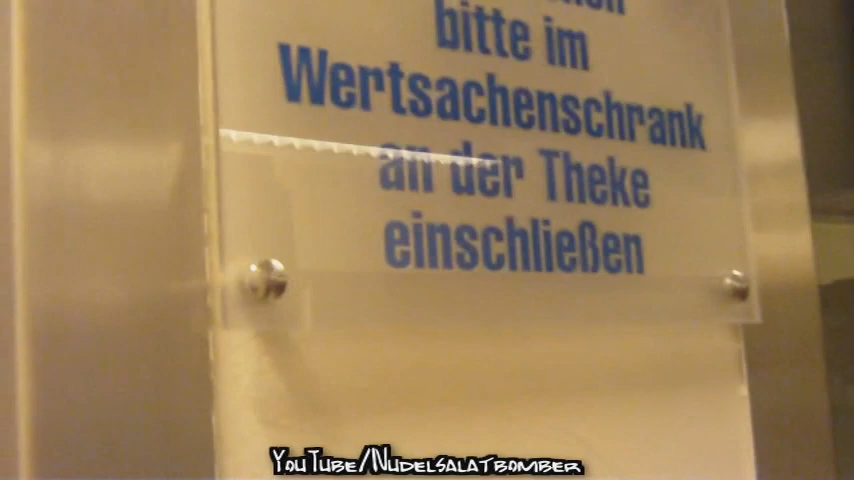 bitte im
Wertsachenschrank
an der Theke
einschließen
YouTube/Nudelsalatbomber